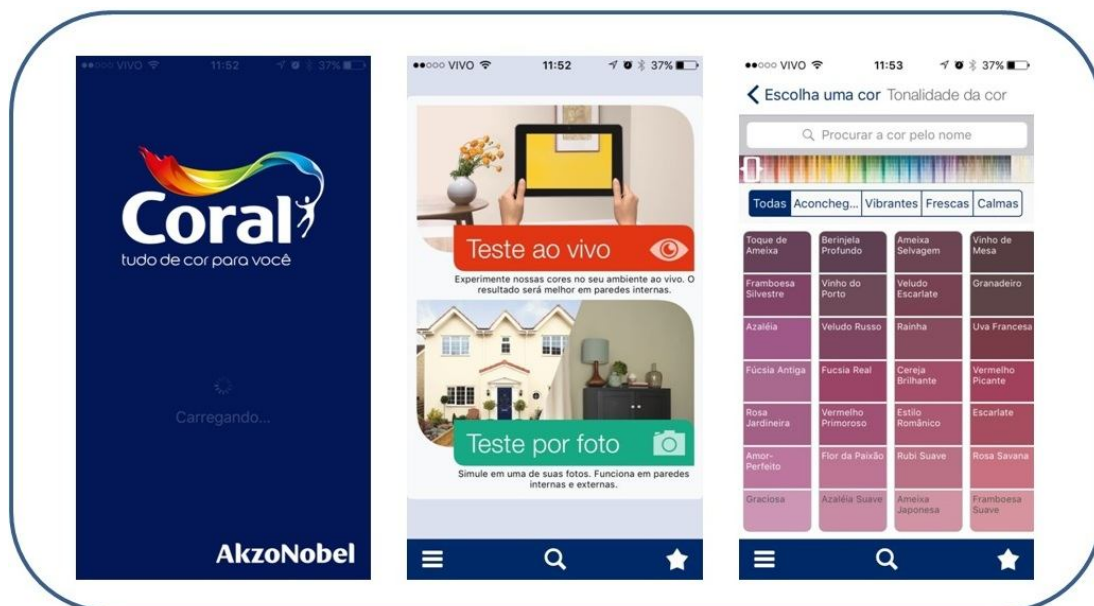 VIVO 11:52 37%
Coral
tudo de cor para você
Carregando...
AkzoNobel
VIVO 11:52 37%
Teste ao vivo
Experimente nossas cores no seu ambiente ao vivo. O
resultado será melhor em paredes internas.
Teste por foto
Simule em uma de suas fotos. Funciona em paredes
internas e externas.
VIVO 11:53 37%
Escolha uma cor Tonalidade da cor
Procurar a cor pelo nome
Todas Aconcheg... Vibrantes Frescas Calmas
Toque de
Ameixa
Berinjela
Profundo
Ameixa
Selvagem
Vinho de
Mesa
Framboesa
Silvestre
Vinho do
Porto
Veludo
Escarlate
Granadeiro
Azaléia
Veludo Russo
Rainha
Uva Francesa
Fúcsia Antiga
Fucsia Real
Cereja
Brilhante
Vermelho
Picante
Rosa
Jardineira
Vermelho
Primoroso
Estilo
Românico
Escarlate
Amor-
Perfeito
Flor da Paixão
Rubi Suave
Rosa Savana
Graciosa
Azaléia Suave
Ameixa
Japonesa
Framboesa
Suave